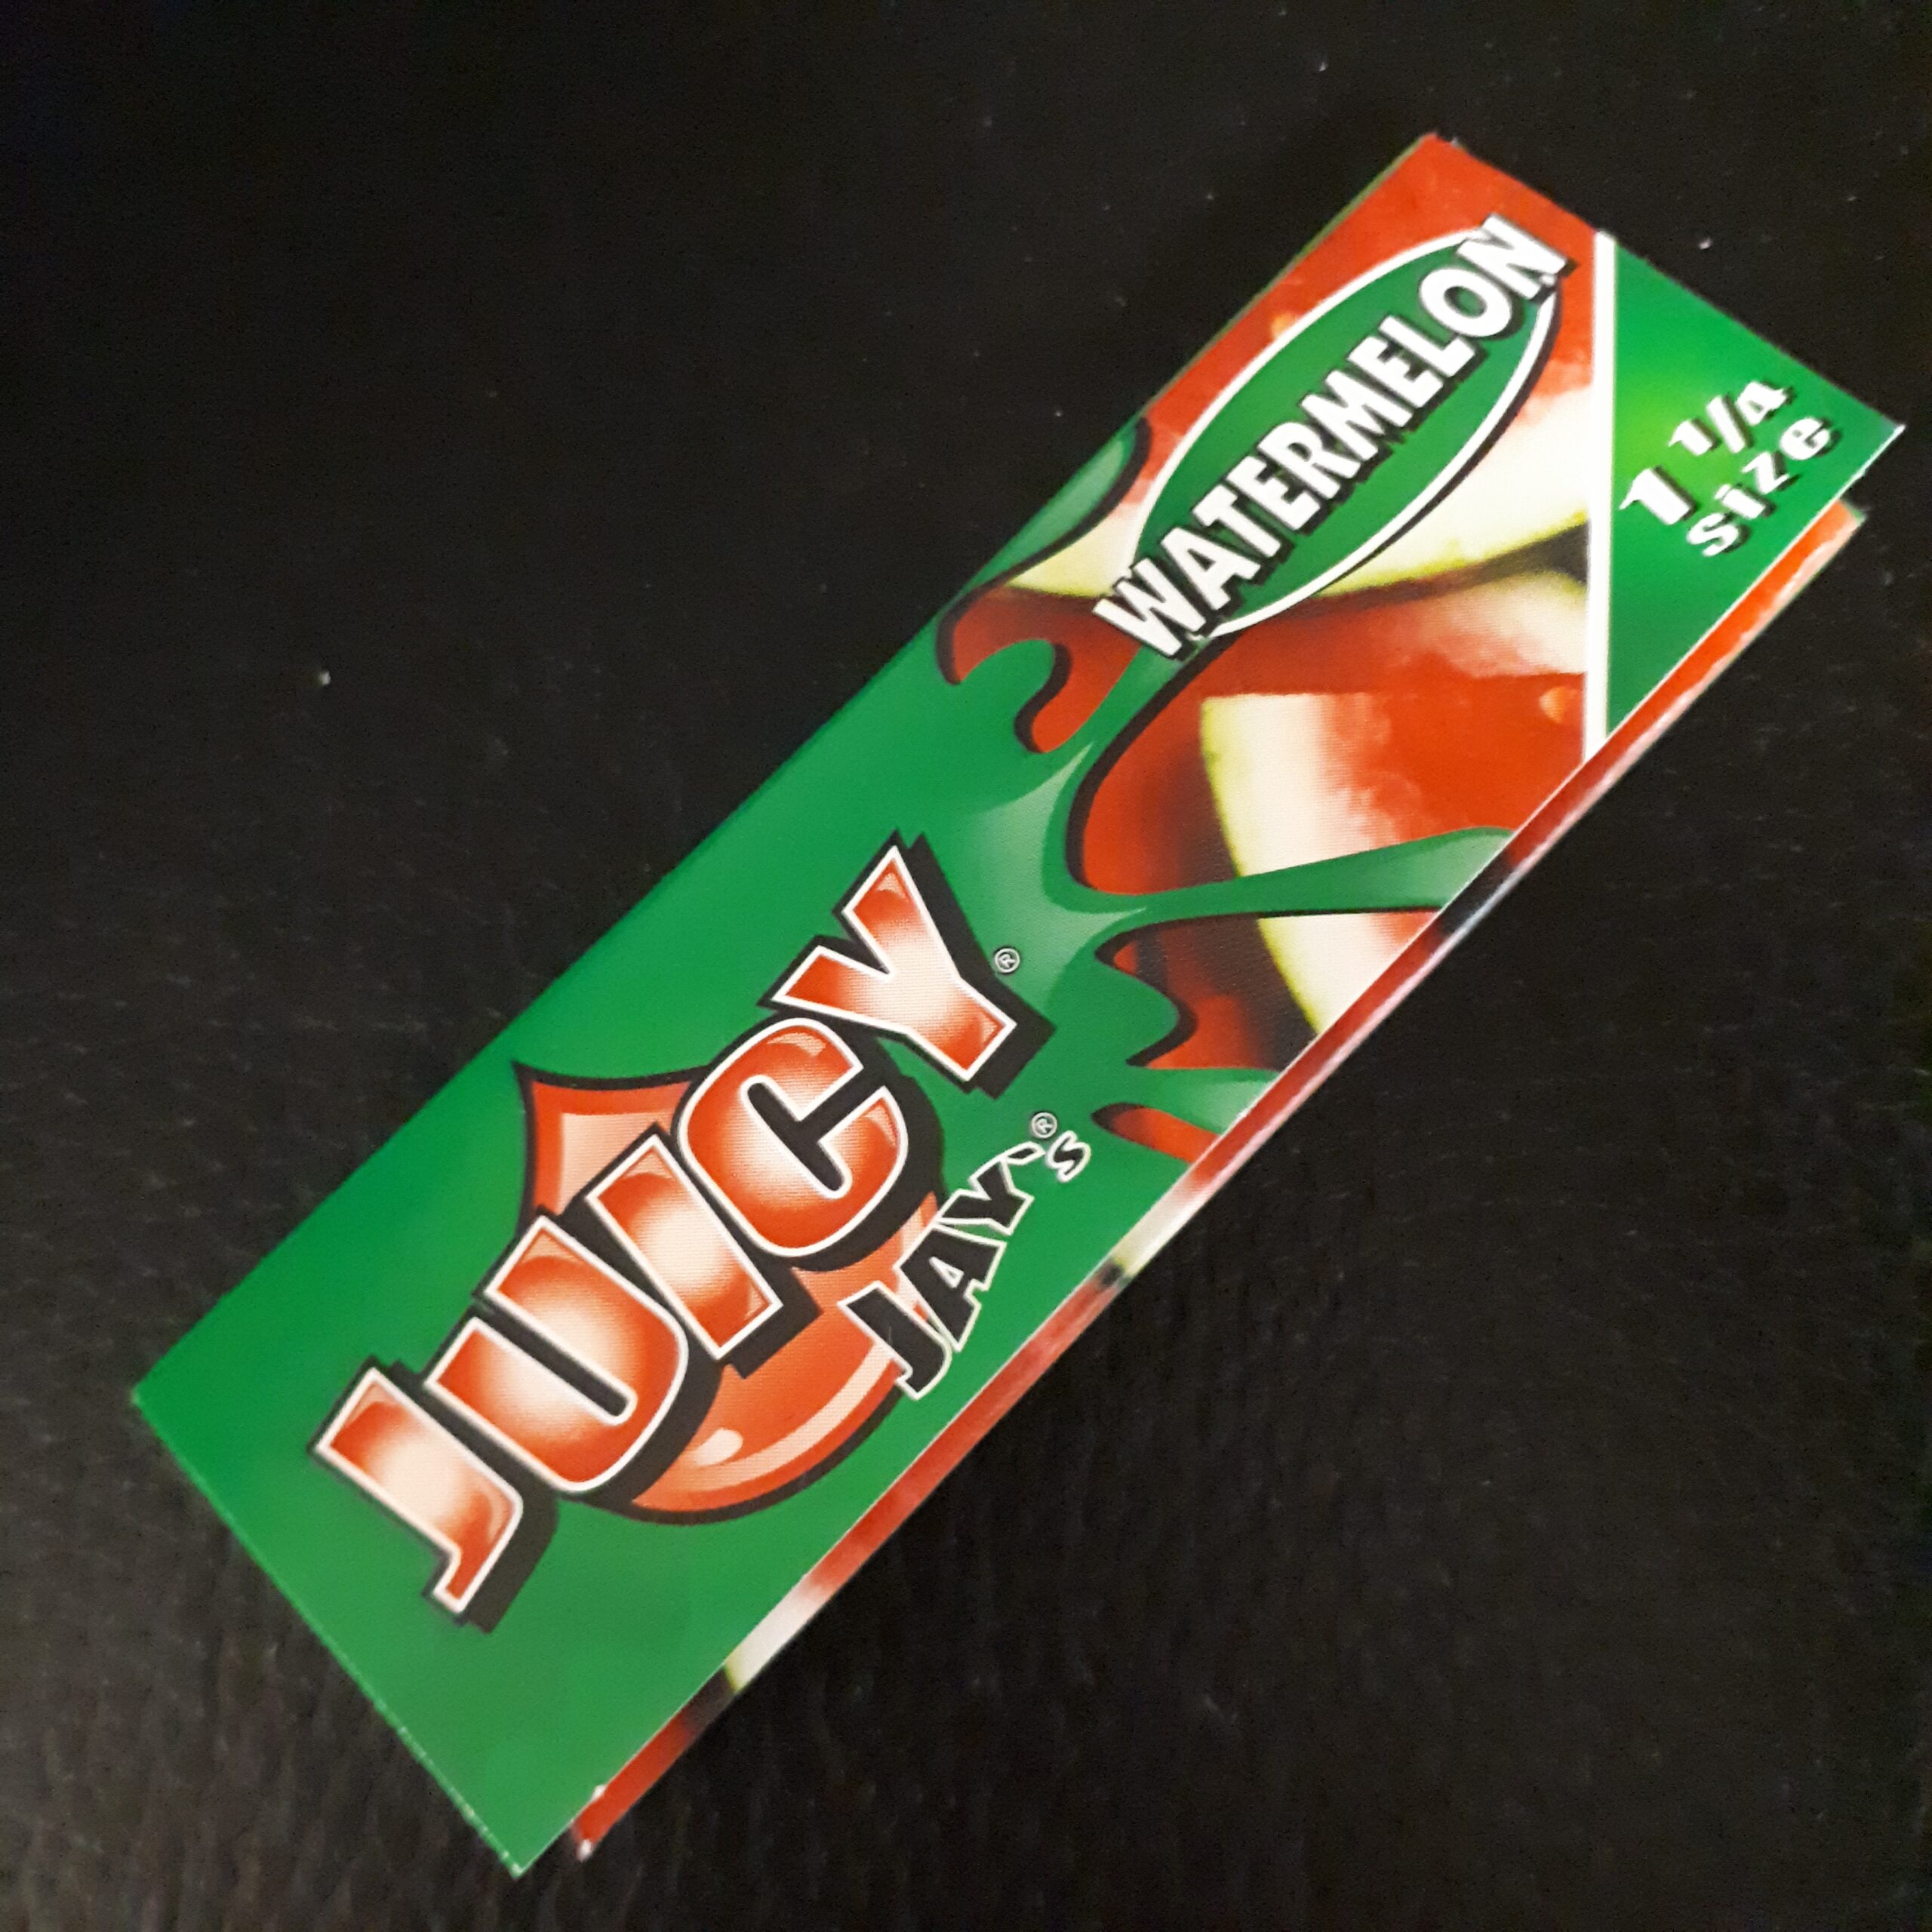 JUICY®
JAY'S®
WATERMELON
1 1/4
size